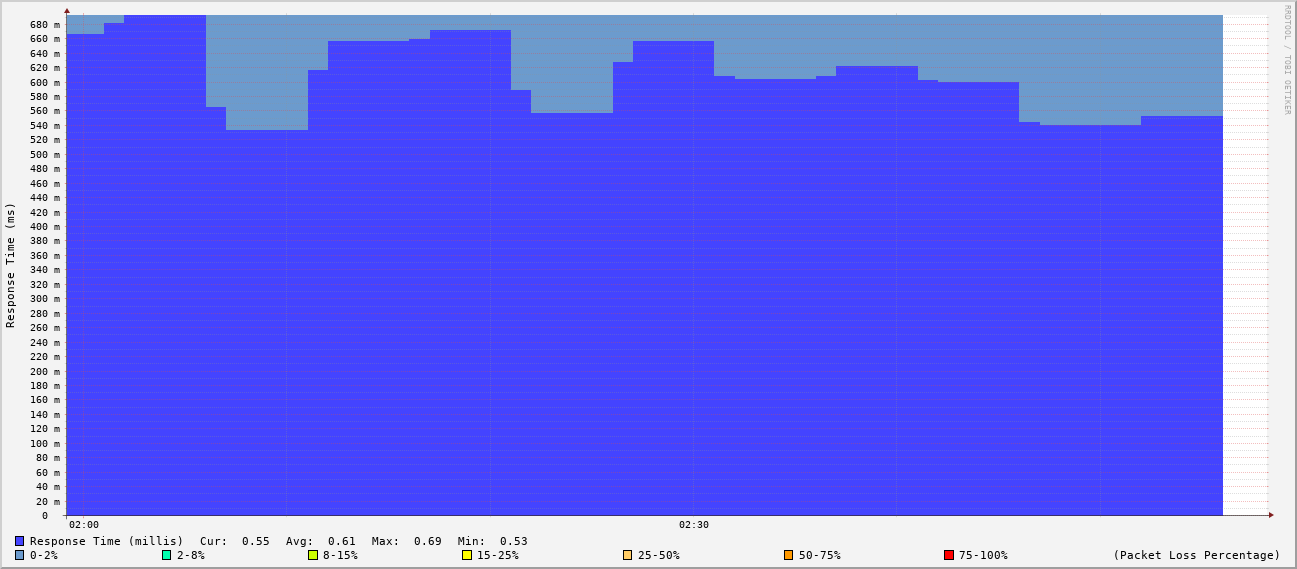 RRDTOOL / TOBI OETIKER
Response Time (ms)
680 m
660 m
640 m
620 m
600 m
580 m
560 m
540 m
520 m
500 m
480 m
460 m
440 m
420 m
400 m
380 m
360 m
340 m
320 m
300 m
280 m
260 m
240 m
220 m
200 m
180 m
160 m
140 m
120 m
100 m
80 m
60 m
40 m
20 m
0
02:00 02:30
Response Time (millis) Cur: 0.55 Avg: 0.61 Max: 0.69 Min: 0.53
0-2% 2-8% 8-15% 15-25% 25-50% 50-75% 75-100% (Packet Loss Percentage)